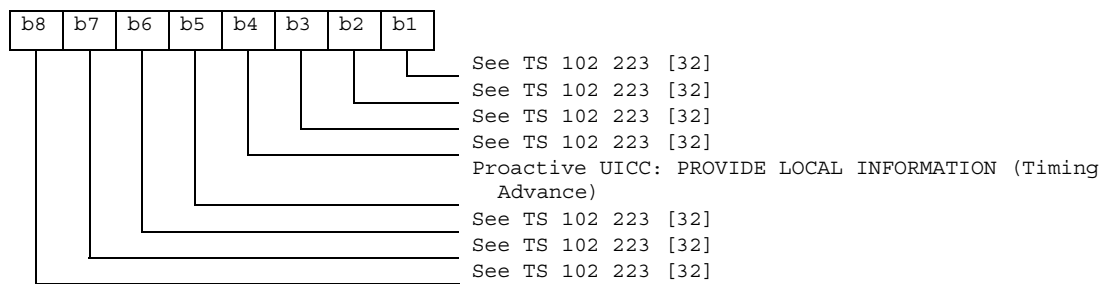 b8 b7 b6 b5 b4 b3 b2 b1
See TS 102 223 [32]
See TS 102 223 [32]
See TS 102 223 [32]
See TS 102 223 [32]
Proactive UICC: PROVIDE LOCAL INFORMATION (Timing
Advance)
See TS 102 223 [32]
See TS 102 223 [32]
See TS 102 223 [32]